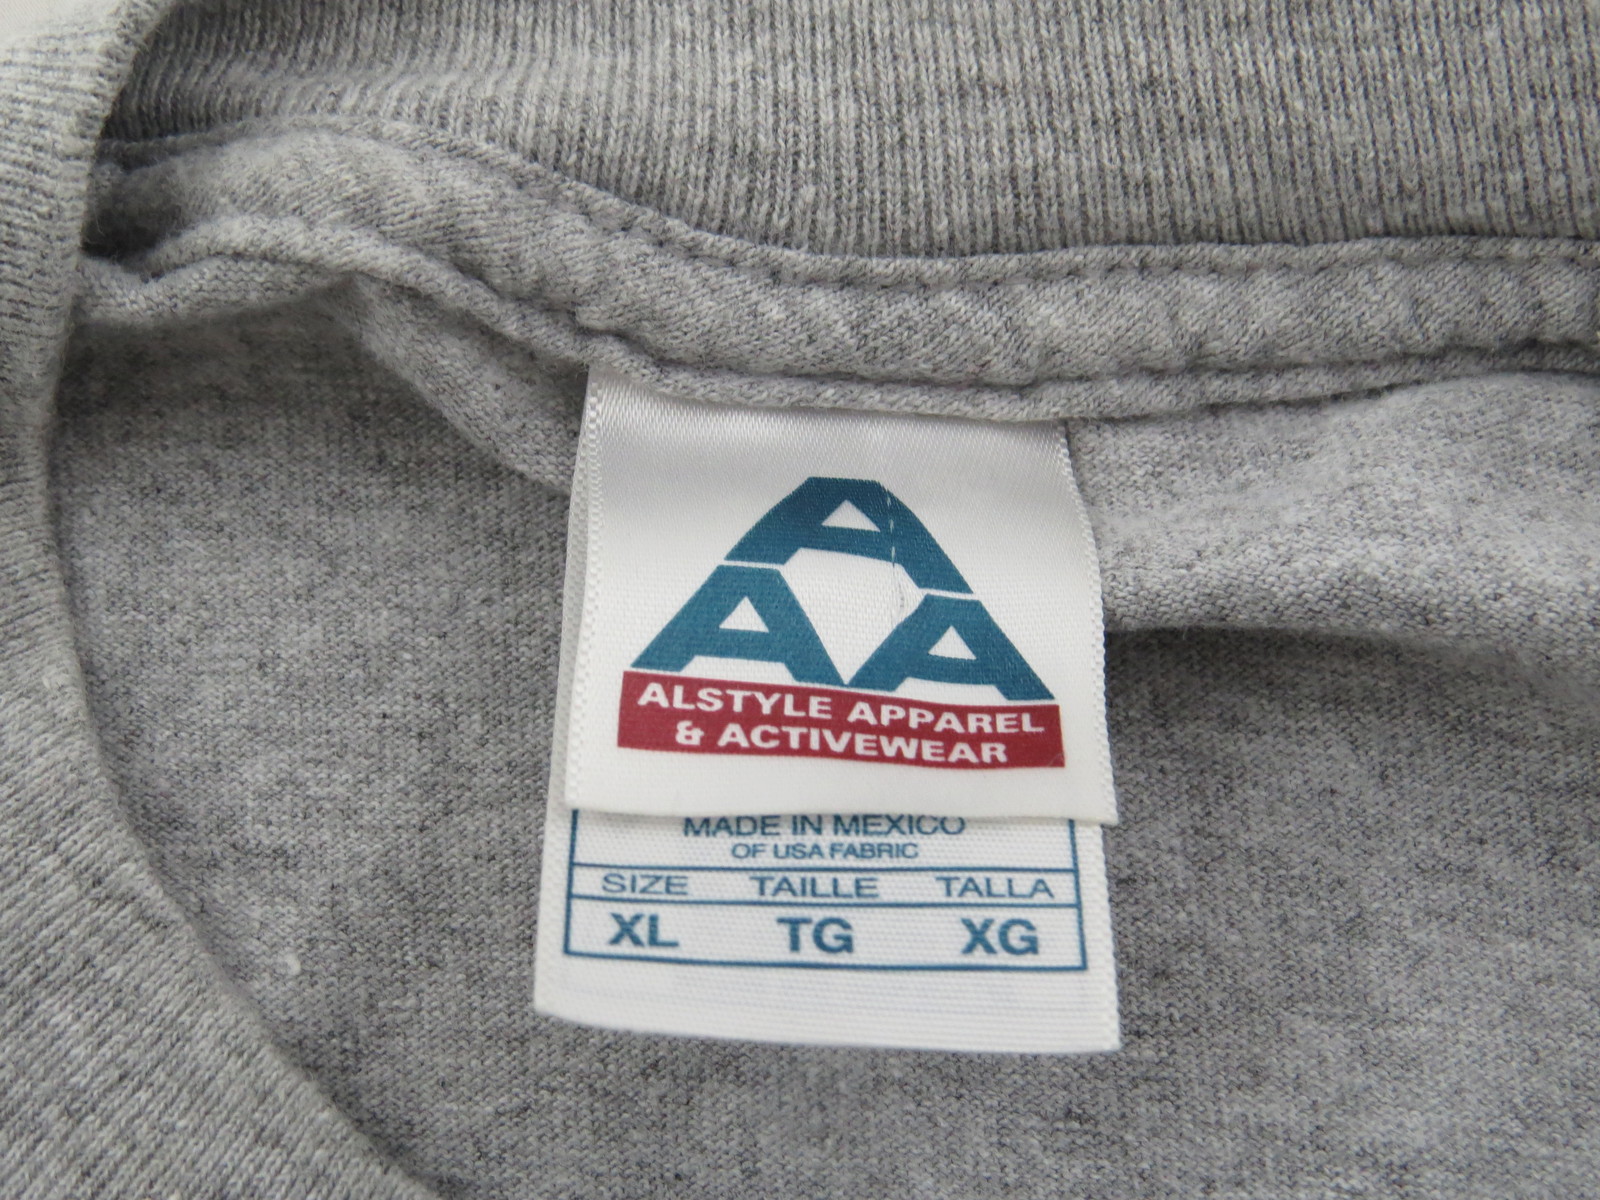 A
A A
ALSTYLE APPAREL
& ACTIVEWEAR
MADE IN MEXICO
OF USA FABRIC
SIZE TAILLE TALLA
XL TG XG